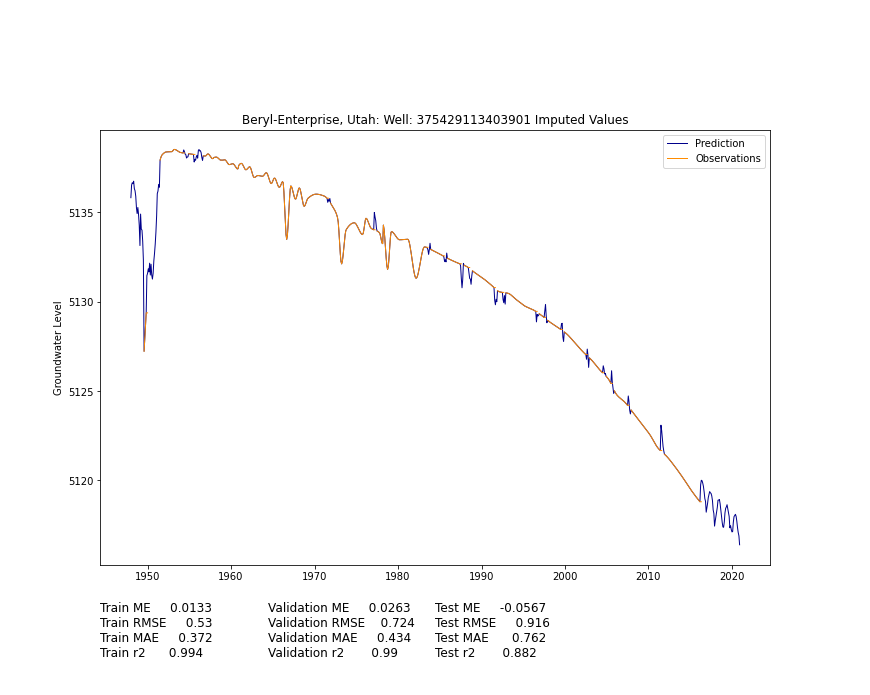 Beryl-Enterprise, Utah: Well: 375429113403901 Imputed Values
Prediction
Observations
Groundwater Level
5135
5130
5125
5120
1950 1960 1970 1980 1990 2000 2010 2020
Train ME 0.0133 Validation ME 0.0263 Test ME -0.0567
Train RMSE 0.53 Validation RMSE 0.724 Test RMSE 0.916
Train MAE 0.372 Validation MAE 0.434 Test MAE 0.762
Train r2 0.994 Validation r2 0.99 Test r2 0.882